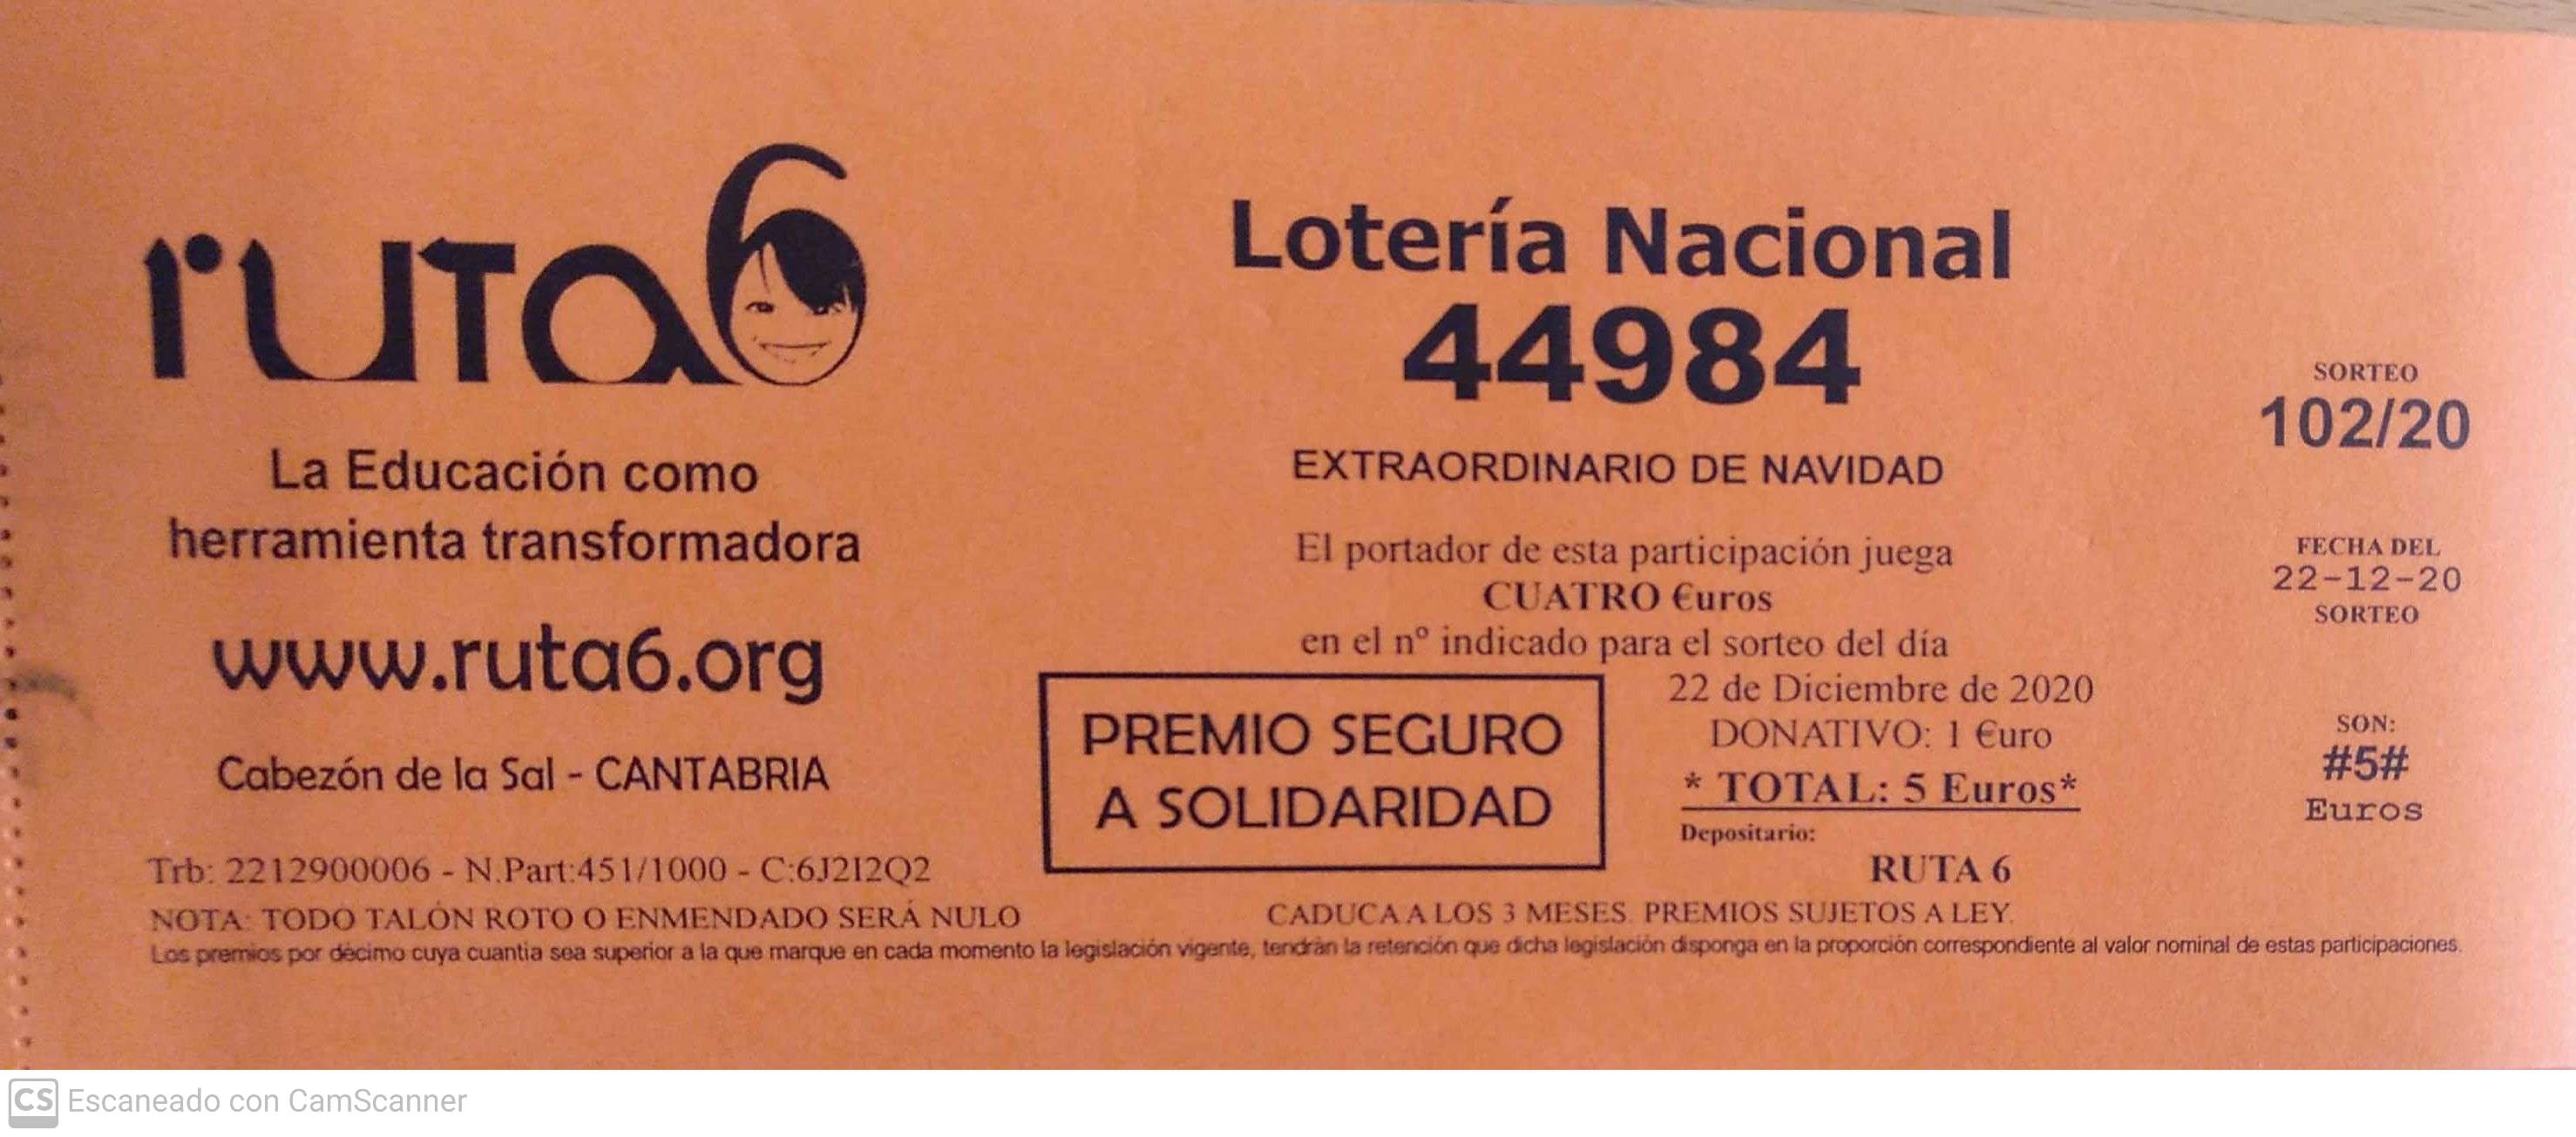 ruta6
La Educación como
herramienta transformadora
www.ruta6.org
Cabezón de la Sal - CANTABRIA
Trb: 2212900006 - N.Part:451/1000 - C:6J2I2Q2
NOTA: TODO TALÓN ROTO O ENMENDADO SERÁ NULO
Lotería Nacional
44984
EXTRAORDINARIO DE NAVIDAD
El portador de esta participación juega
CUATRO €uros
en el nº indicado para el sorteo del día
22 de Diciembre de 2020
DONATIVO: 1 €uro
* TOTAL: 5 Euros*
Depositario:
RUTA 6
PREMIO SEGURO
A SOLIDARIDAD
CADUCA A LOS 3 MESES. PREMIOS SUJETOS A LEY.
SORTEO
102/20
FECHA DEL
22-12-20
SORTEO
SON:
#5#
Euros
Los premios por décimo cuya cuantia sea superior a la que marque en cada momento la legislación vigente, tendrán la retención que dicha legislación disponga en la proporción correspondiente al valor nominal de estas participaciones.
CS Escaneado con CamScanner